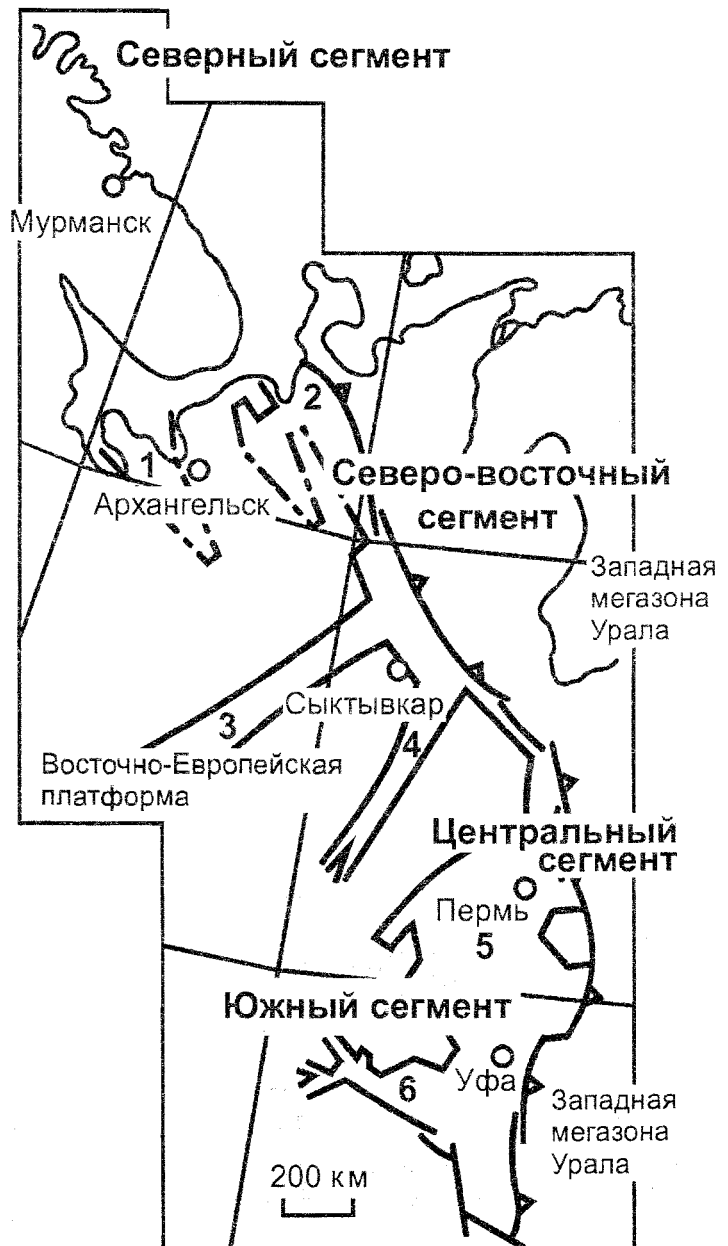 Северный сегмент
Мурманск
2
1
Архангельск
Северо-восточный
сегмент
Западная
мегазона
Урала
Сыктывкар
3
4
Восточно-Европейская
платформа
Центральный
сегмент
Пермь
5
Южный сегмент
Уфа
6
Западная
мегазона
Урала
200 км